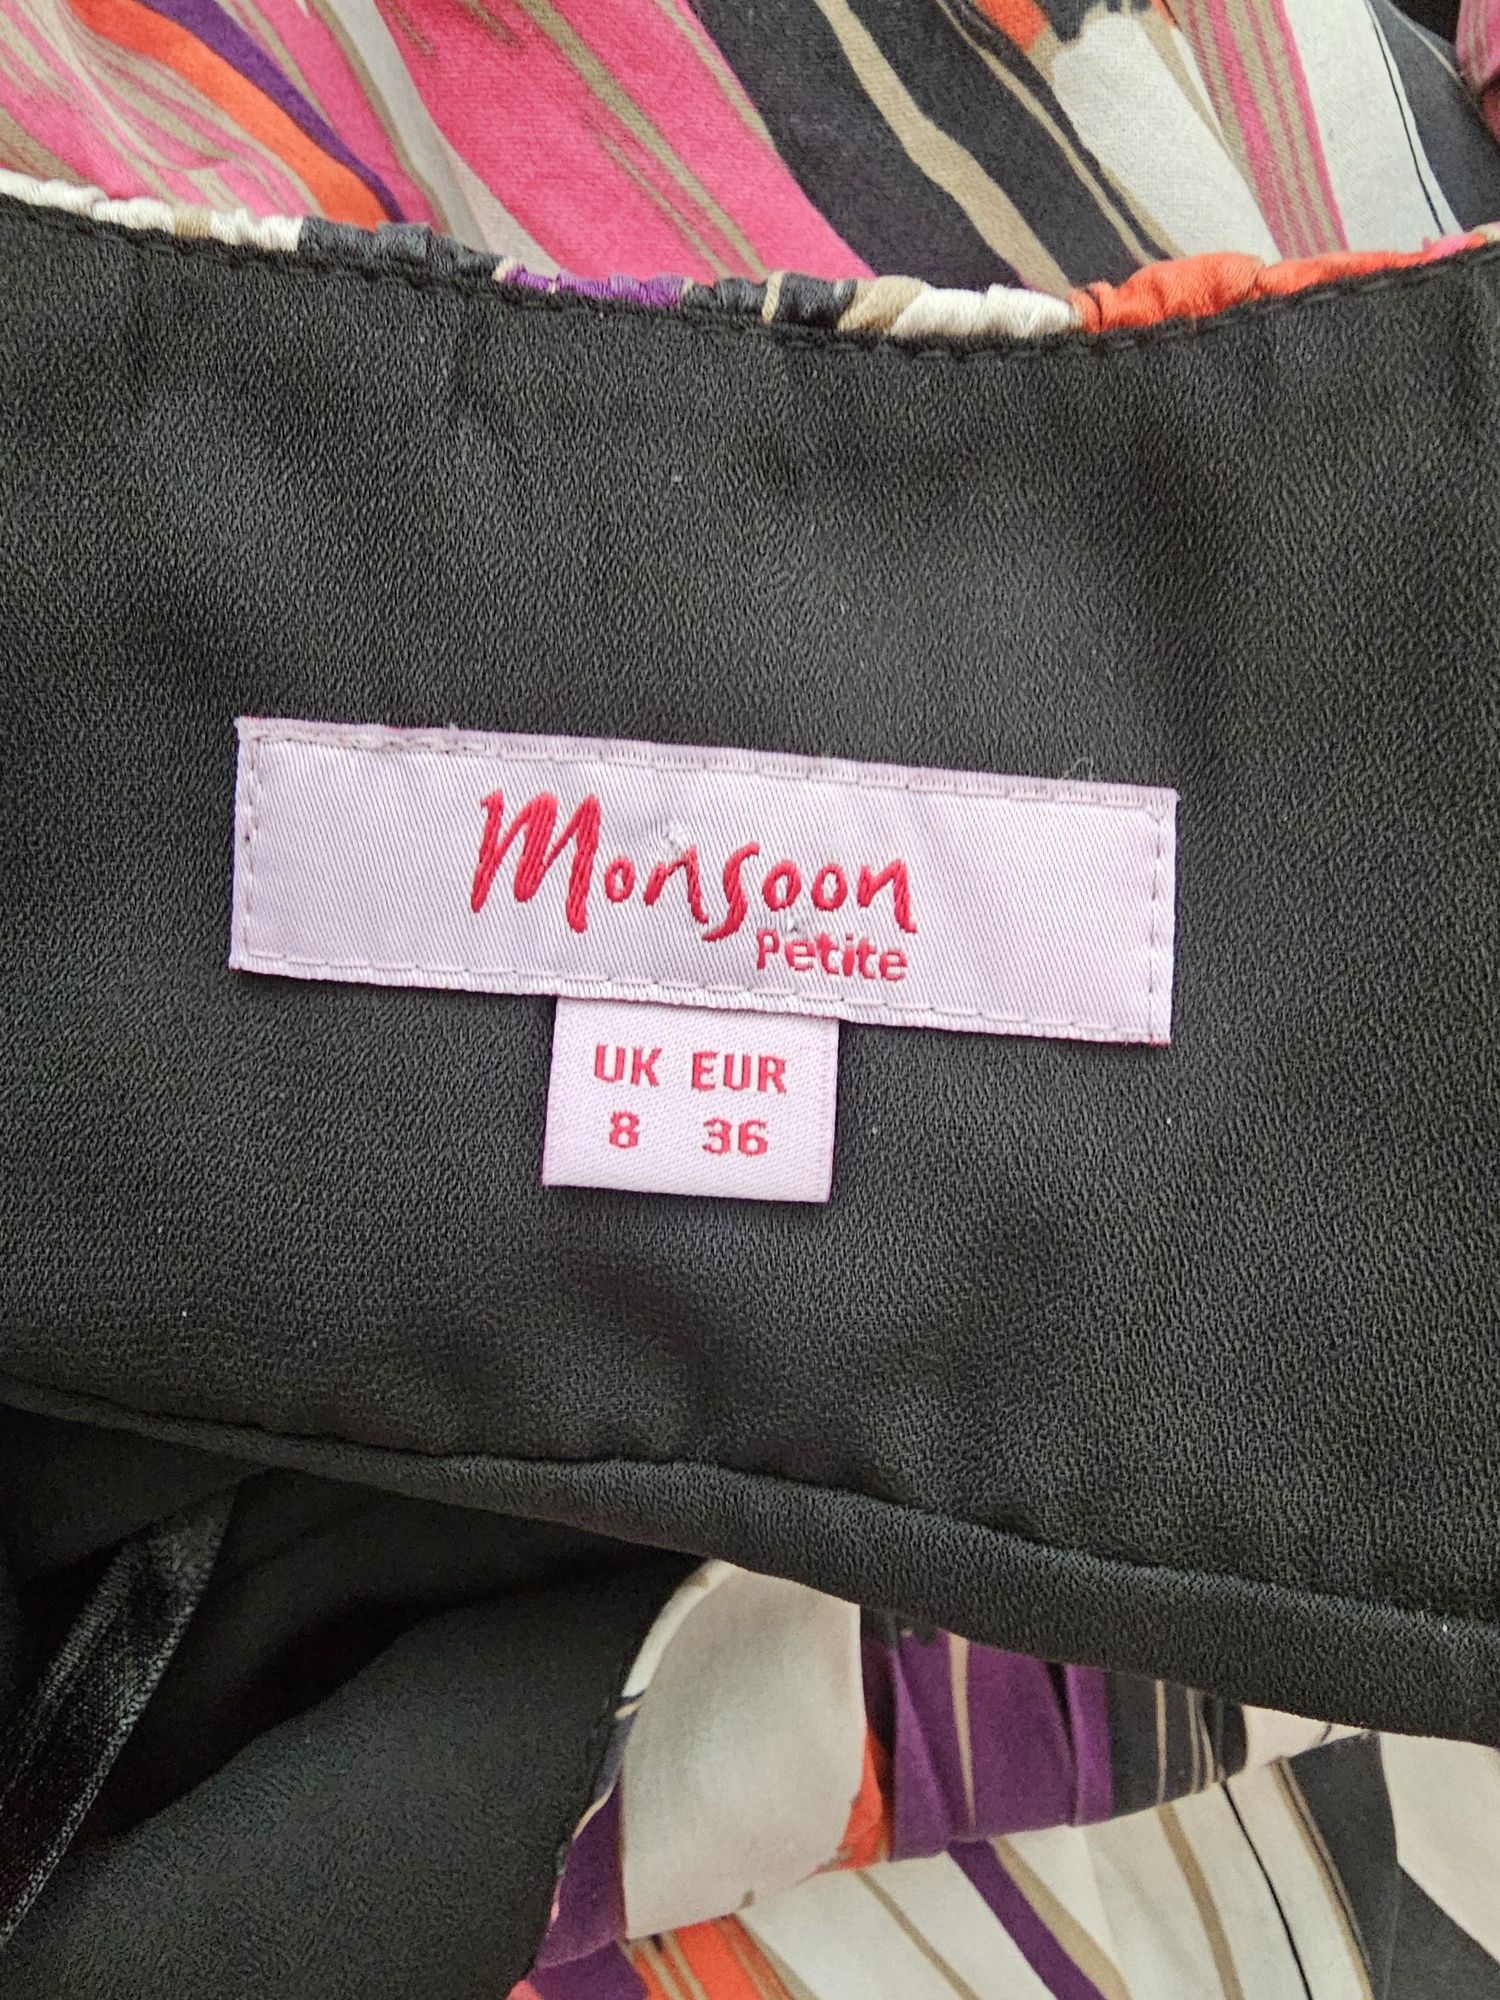 Monsoon
Petite
UK EUR
8 36